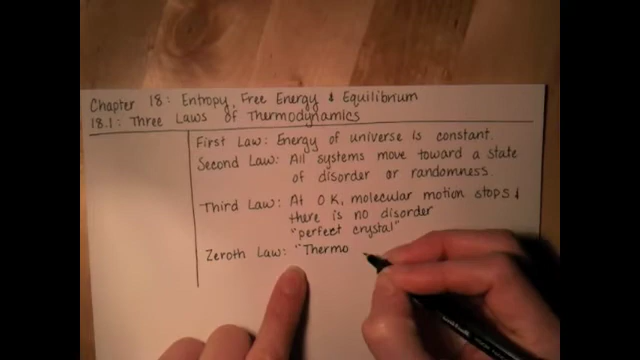 Chapter 18: Entropy, Free Energy & Equilibrium
18.1: Three Laws of Thermodynamics
First Law: Energy of universe is constant.
Second Law: All systems move toward a state
of disorder or randomness.
Third Law: At 0 K, molecular motion stops &
there is no disorder
"perfect crystal"
Zeroth Law: "Thermo